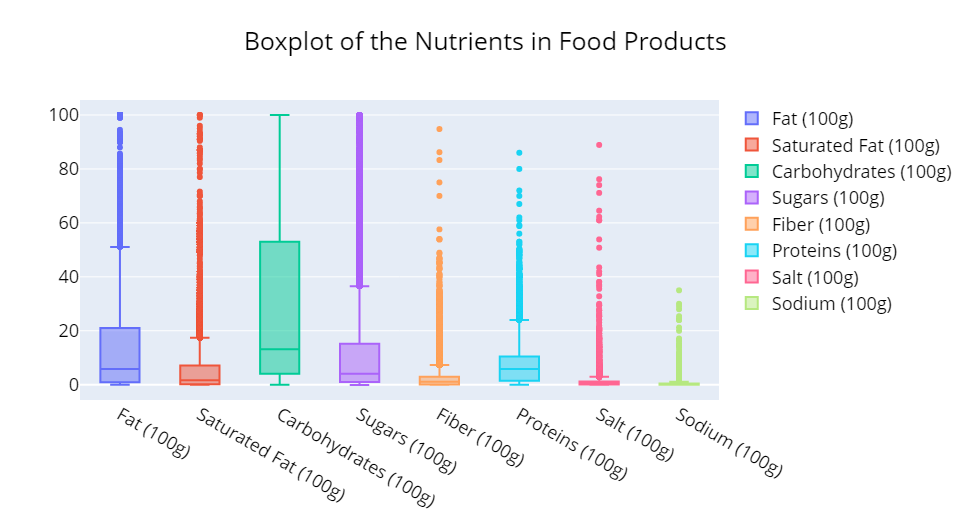 Boxplot of the Nutrients in Food Products
100
80
60
40
20
0
Fat (100g)
Saturated Fat (100g)
Carbohydrates (100g)
Sugars (100g)
Fiber (100g)
Proteins (100g)
Salt (100g)
Sodium (100g)
Fat (100g)
Saturated Fat (100g)
Carbohydrates (100g)
Sugars (100g)
Fiber (100g)
Proteins (100g)
Salt (100g)
Sodium (100g)